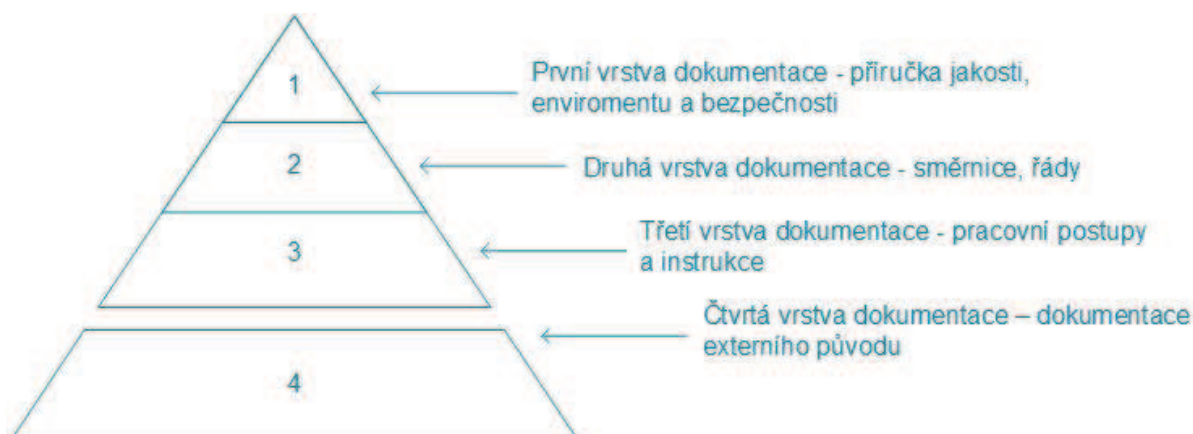 1
První vrstva dokumentace - příručka jakosti,
enviromentu a bezpečnosti
2
Druhá vrstva dokumentace - směrnice, řády
3
Třetí vrstva dokumentace - pracovní postupy
a instrukce
Čtvrtá vrstva dokumentace – dokumentace
externího původu
4